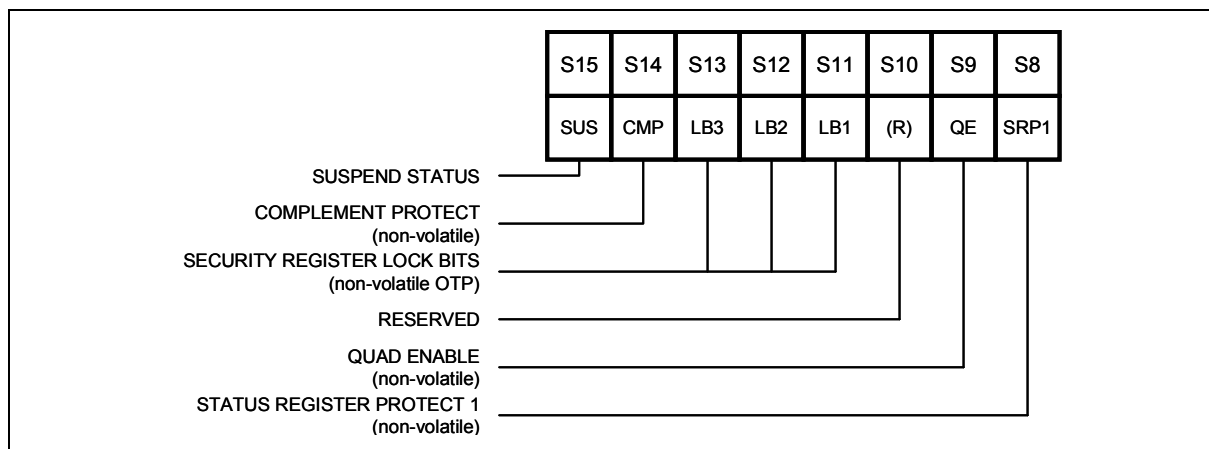 S15 S14 S13 S12 S11 S10 S9 S8
SUS CMP LB3 LB2 LB1 (R) QE SRP1
SUSPEND STATUS
COMPLEMENT PROTECT
(non-volatile)
SECURITY REGISTER LOCK BITS
(non-volatile OTP)
RESERVED
QUAD ENABLE
(non-volatile)
STATUS REGISTER PROTECT 1
(non-volatile)